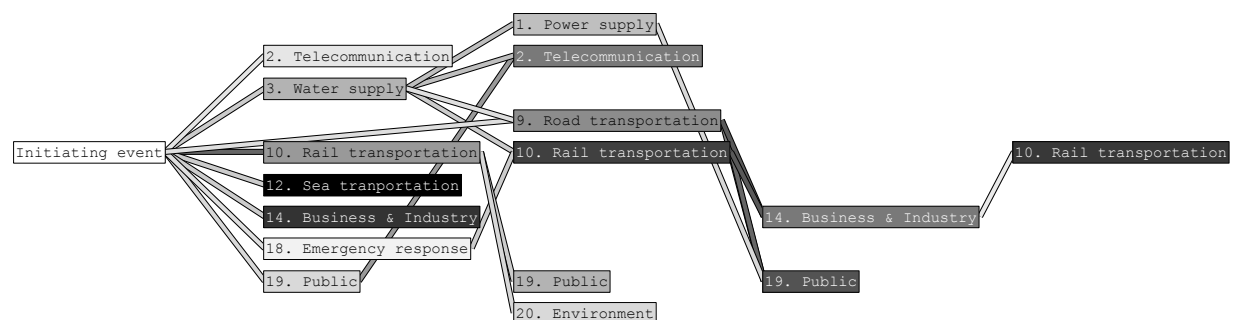 1. Power supply
2. Telecommunication
2. Telecommunication
3. Water supply
9. Road transportation
Initiating event
10. Rail transportation
10. Rail transportation
10. Rail transportation
12. Sea tranportation
14. Business & Industry
14. Business & Industry
18. Emergency response
19. Public
19. Public
19. Public
20. Environment